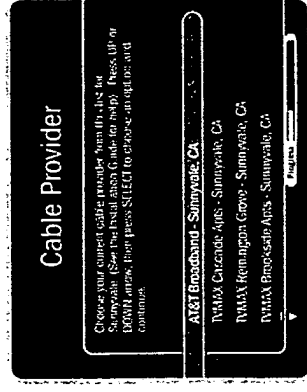 Cable Provider
Choose your current cable provider from this list for
Sunnyvale. (See the Installation Guide for help). Press UP or
DOWN arrow, then press SELECT to choose an option and
continue.
AT&T Broadband - Sunnyvale, CA
TVMAX Cascade Apts - Sunnyvale, CA
TVMAX Remington Grove - Sunnyvale, CA
TVMAX Brookside Apts - Sunnyvale, CA
Progress